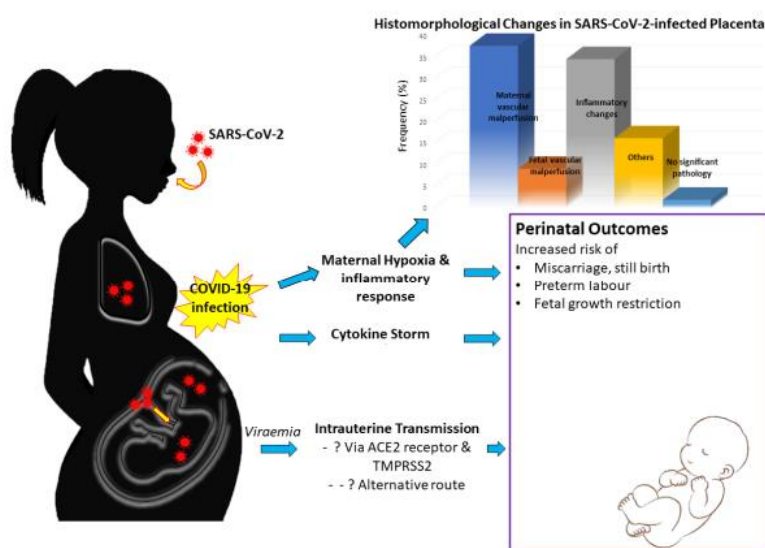 Histomorphological Changes in SARS-CoV-2-infected Placenta
Frequency (%)
40
35
30
25
20
15
10
5
0
Maternal
vascular
malperfusion
Fetal vascular
malperfusion
Inflammatory
changes
Others
No significant
pathology
SARS-CoV-2
COVID-19
infection
Maternal Hypoxia &
inflammatory
response
Cytokine Storm
Viraemia
Intrauterine Transmission
- ? Via ACE2 receptor &
TMPRSS2
- - ? Alternative route
Perinatal Outcomes
Increased risk of
• Miscarriage, still birth
• Preterm labour
• Fetal growth restriction